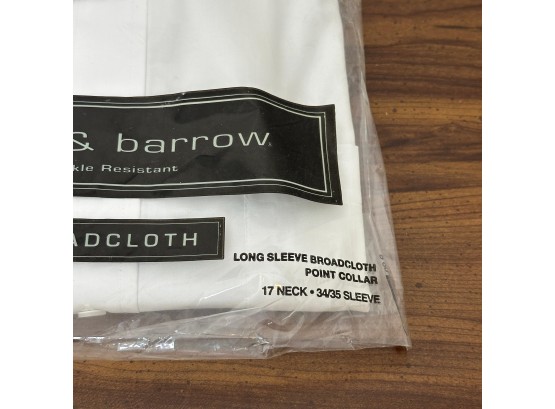 & barrow
kle Resistant
ADCLOTH
LONG SLEEVE BROADCLOTH
POINT COLLAR
17 NECK • 34/35 SLEEVE